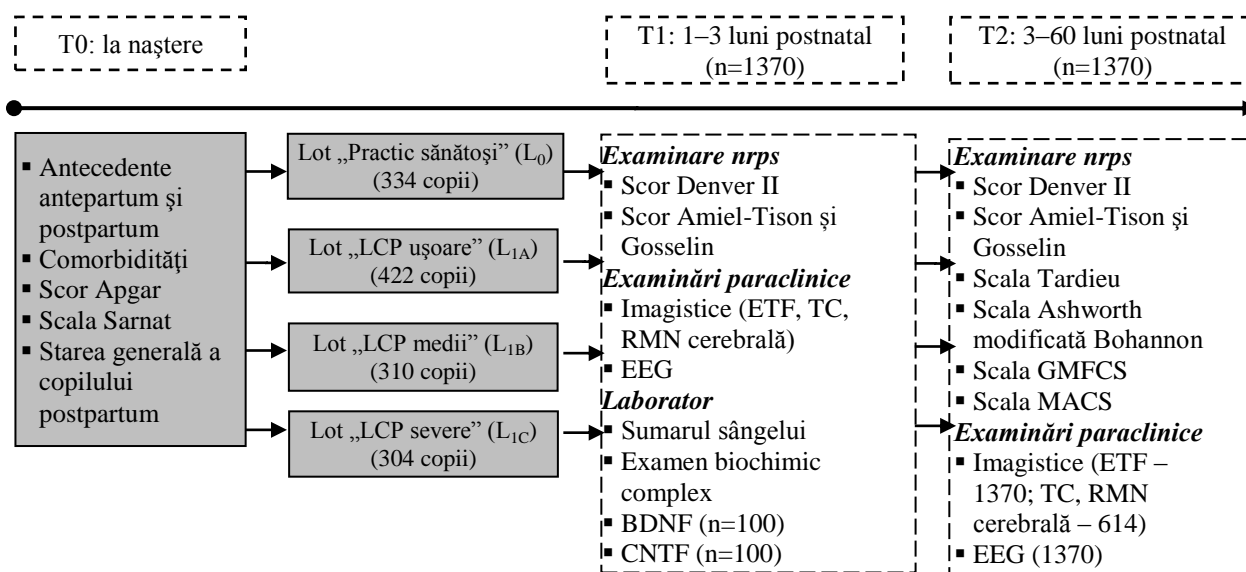 T0: la naștere
T1: 1–3 luni postnatal
(n=1370)
T2: 3–60 luni postnatal
(n=1370)
▪ Antecedente
antepartum şi
postpartum
▪ Comorbidităţi
▪ Scor Apgar
▪ Scala Sarnat
▪ Starea generală a
copilului
postpartum
Lot „Practic sănătoşi” (L0)
(334 copii)
Lot „LCP uşoare” (L1A)
(422 copii)
Lot „LCP medii” (L1B)
(310 copii)
Lot „LCP severe” (L1C)
(304 copii)
Examinare nrps
▪ Scor Denver II
▪ Scor Amiel-Tison și
Gosselin
Examinări paraclinice
▪ Imagistice (ETF, TC,
RMN cerebrală)
▪ EEG
Laborator
▪ Sumarul sângelui
▪ Examen biochimic
complex
▪ BDNF (n=100)
▪ CNTF (n=100)
Examinare nrps
▪ Scor Denver II
▪ Scor Amiel-Tison și
Gosselin
▪ Scala Tardieu
▪ Scala Ashworth
modificată Bohannon
▪ Scala GMFCS
▪ Scala MACS
Examinări paraclinice
▪ Imagistice (ETF –
1370; TC, RMN
cerebrală – 614)
▪ EEG (1370)